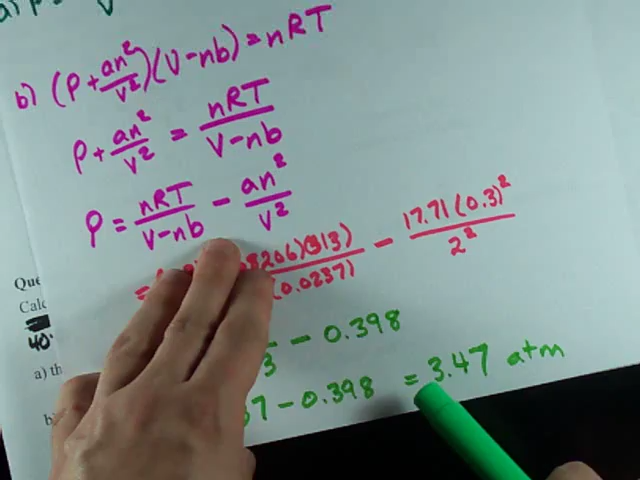 a) P = V
b) (P + an²/V²)(V - nb) = nRT
P + an²/V² = nRT/(V - nb)
P = nRT/(V - nb) - an²/V²
= 8206)(313)/(0.0237) - 17.71(0.3)²/2²
Que
Calc
40
3 - 0.398
a) th
37 - 0.398 = 3.47 atm
b)